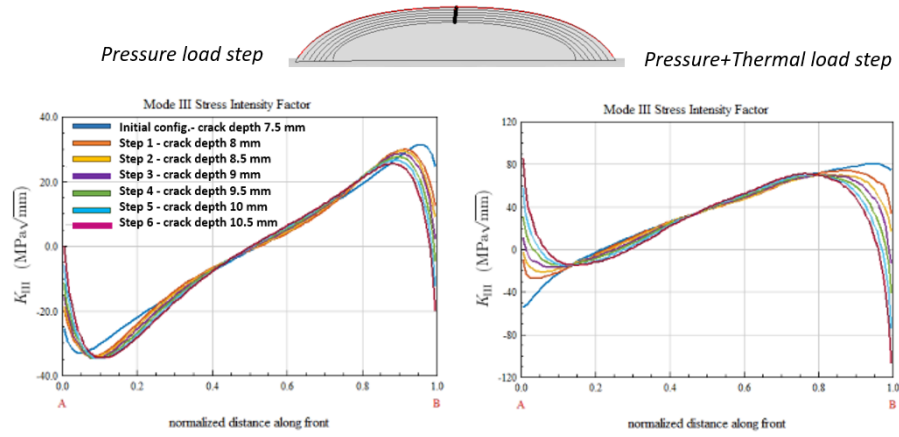 Pressure load step
Pressure+Thermal load step
Mode III Stress Intensity Factor
40.0
20.0
0.0
-20.0
-40.0
K_III (MPa√mm)
Initial config.- crack depth 7.5 mm
Step 1 - crack depth 8 mm
Step 2 - crack depth 8.5 mm
Step 3 - crack depth 9 mm
Step 4 - crack depth 9.5 mm
Step 5 - crack depth 10 mm
Step 6 - crack depth 10.5 mm
0.0 0.2 0.4 0.6 0.8 1.0
A B
normalized distance along front
Mode III Stress Intensity Factor
120
80
40
0
-40
-80
-120
K_III (MPa√mm)
0.0 0.2 0.4 0.6 0.8 1.0
A B
normalized distance along front